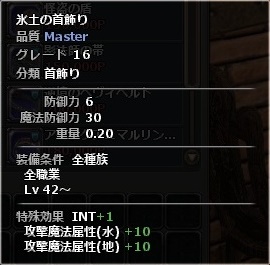 氷土の首飾り
品質 Master
グレード 16
分類 首飾り
防御力 6
魔法防御力 30
重量 0.20
装備条件 全種族
全職業
Lv 42～
特殊効果 INT+1
攻撃魔法属性(水) +10
攻撃魔法属性(地) +10